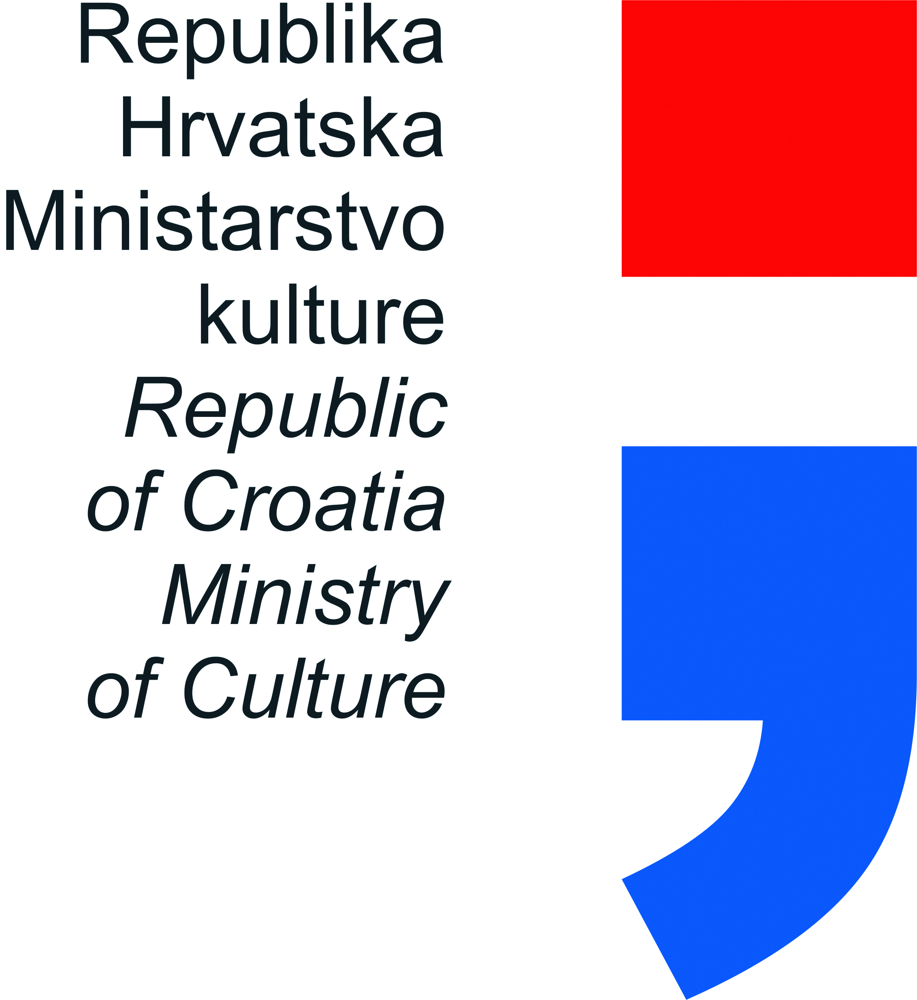 Republika
Hrvatska
Ministarstvo
kulture
Republic
of Croatia
Ministry
of Culture